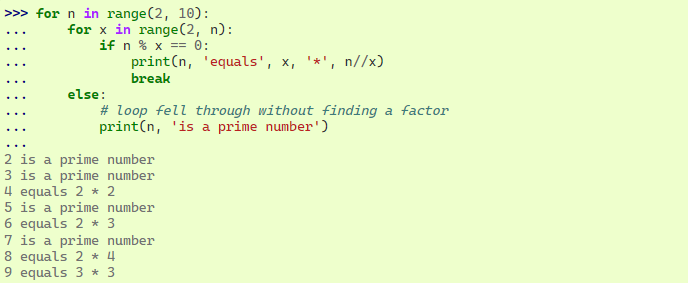 >>> for n in range(2, 10):
...     for x in range(2, n):
...         if n % x == 0:
...             print(n, 'equals', x, '*', n//x)
...             break
...     else:
...         # loop fell through without finding a factor
...         print(n, 'is a prime number')
...
2 is a prime number
3 is a prime number
4 equals 2 * 2
5 is a prime number
6 equals 2 * 3
7 is a prime number
8 equals 2 * 4
9 equals 3 * 3